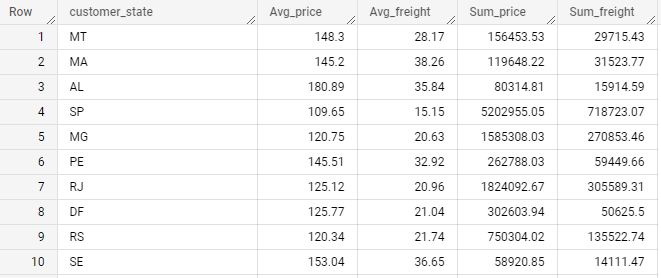 Row customer_state Avg_price Avg_freight Sum_price Sum_freight
1 MT 148.3 28.17 156453.53 29715.43
2 MA 145.2 38.26 119648.22 31523.77
3 AL 180.89 35.84 80314.81 15914.59
4 SP 109.65 15.15 5202955.05 718723.07
5 MG 120.75 20.63 1585308.03 270853.46
6 PE 145.51 32.92 262788.03 59449.66
7 RJ 125.12 20.96 1824092.67 305589.31
8 DF 125.77 21.04 302603.94 50625.5
9 RS 120.34 21.74 750304.02 135522.74
10 SE 153.04 36.65 58920.85 14111.47